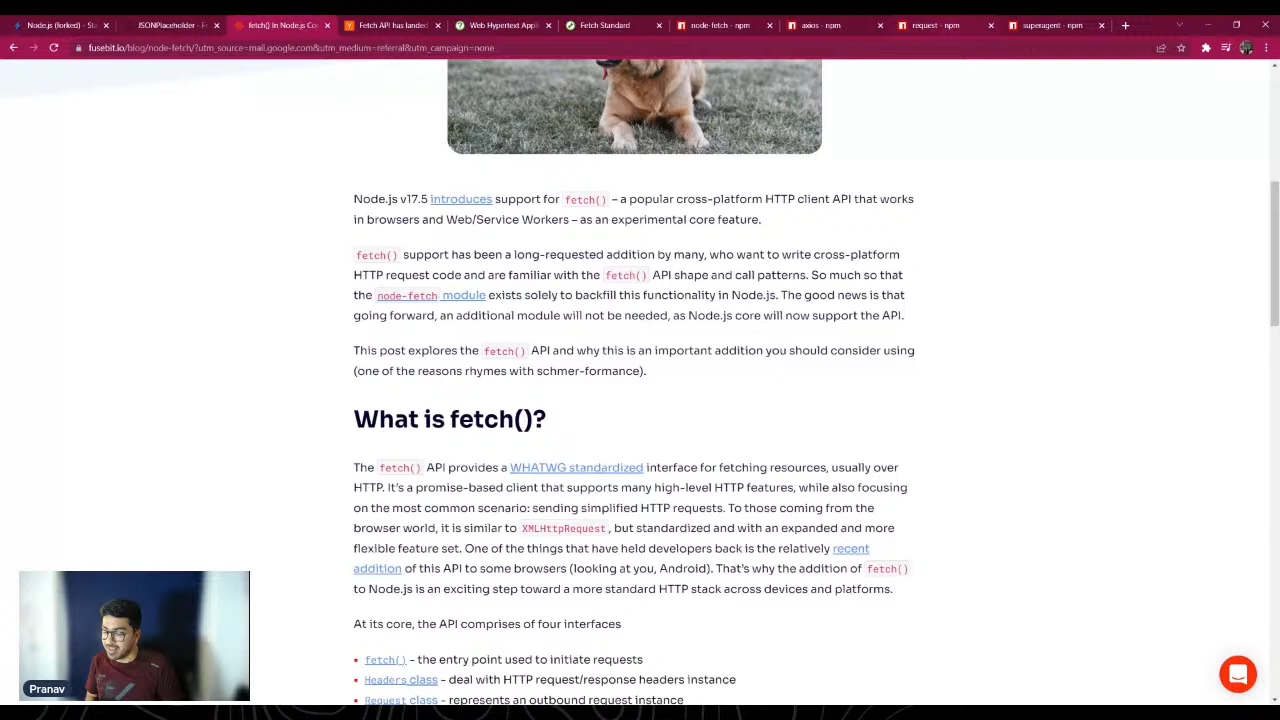 Node.js (forked) - Sta
JSONPlaceholder - Fr
fetch() In Node.js Co
Fetch API has landed
Web Hypertext Appl
Fetch Standard
node-fetch - npm
axios - npm
request - npm
superagent - npm
fusebit.io/blog/node-fetch/?utm_source=mail.google.com&utm_medium=referral&utm_campaign=none
Node.js v17.5 introduces support for fetch() – a popular cross-platform HTTP client API that works
in browsers and Web/Service Workers – as an experimental core feature.
fetch() support has been a long-requested addition by many, who want to write cross-platform
HTTP request code and are familiar with the fetch() API shape and call patterns. So much so that
the node-fetch module exists solely to backfill this functionality in Node.js. The good news is that
going forward, an additional module will not be needed, as Node.js core will now support the API.
This post explores the fetch() API and why this is an important addition you should consider using
(one of the reasons rhymes with schmer-formance).
What is fetch()?
The fetch() API provides a WHATWG standardized interface for fetching resources, usually over
HTTP. It's a promise-based client that supports many high-level HTTP features, while also focusing
on the most common scenario: sending simplified HTTP requests. To those coming from the
browser world, it is similar to XMLHttpRequest, but standardized and with an expanded and more
flexible feature set. One of the things that have held developers back is the relatively recent
addition of this API to some browsers (looking at you, Android). That's why the addition of fetch()
to Node.js is an exciting step toward a more standard HTTP stack across devices and platforms.
At its core, the API comprises of four interfaces
fetch() - the entry point used to initiate requests
Headers class - deal with HTTP request/response headers instance
Request class - represents an outbound request instance
Pranav